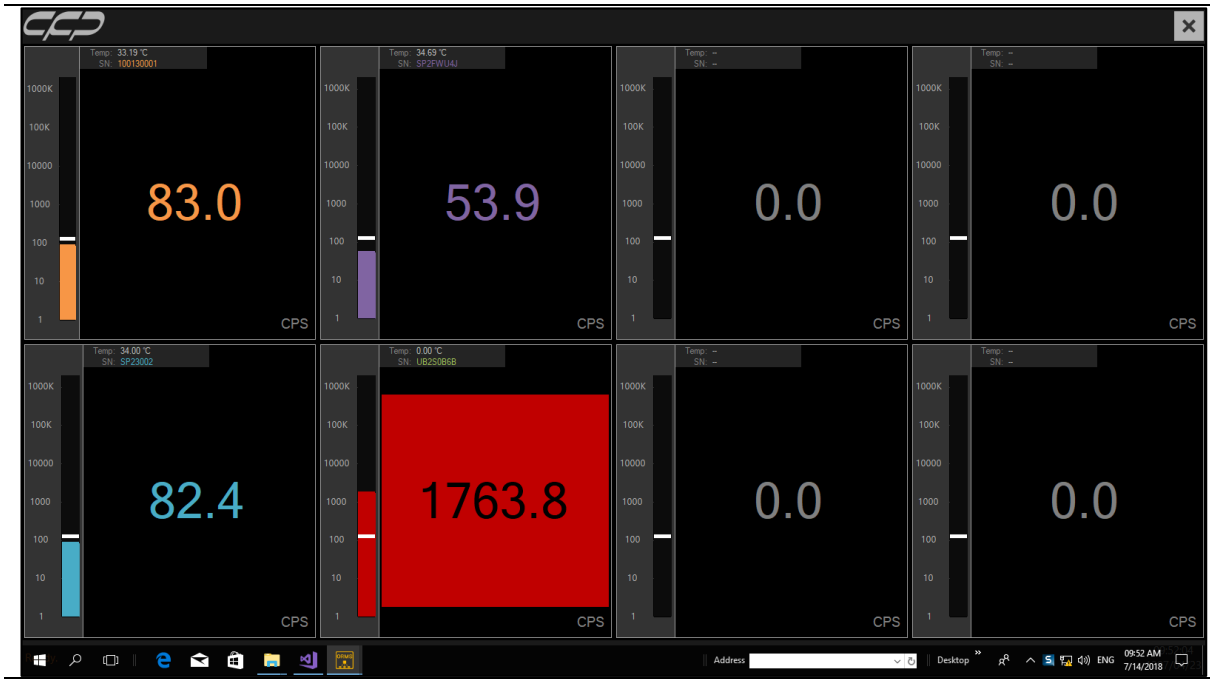 CCP
Temp: 33.19 °C
SN: 100130001
1000K
100K
10000
1000
100
10
1
83.0
CPS
Temp: 34.69 °C
SN: SP2FWU4J
1000K
100K
10000
1000
100
10
1
53.9
CPS
Temp: –
SN: –
1000K
100K
10000
1000
100
10
1
0.0
CPS
Temp: –
SN: –
1000K
100K
10000
1000
100
10
1
0.0
CPS
Temp: 34.00 °C
SN: SP23002
1000K
100K
10000
1000
100
10
1
82.4
CPS
Temp: 0.00 °C
SN: UB2S0B6B
1000K
100K
10000
1000
100
10
1
1763.8
CPS
Temp: –
SN: –
1000K
100K
10000
1000
100
10
1
0.0
CPS
Temp: –
SN: –
1000K
100K
10000
1000
100
10
1
0.0
CPS
Address
Desktop
ENG
09:52 AM
7/14/2018